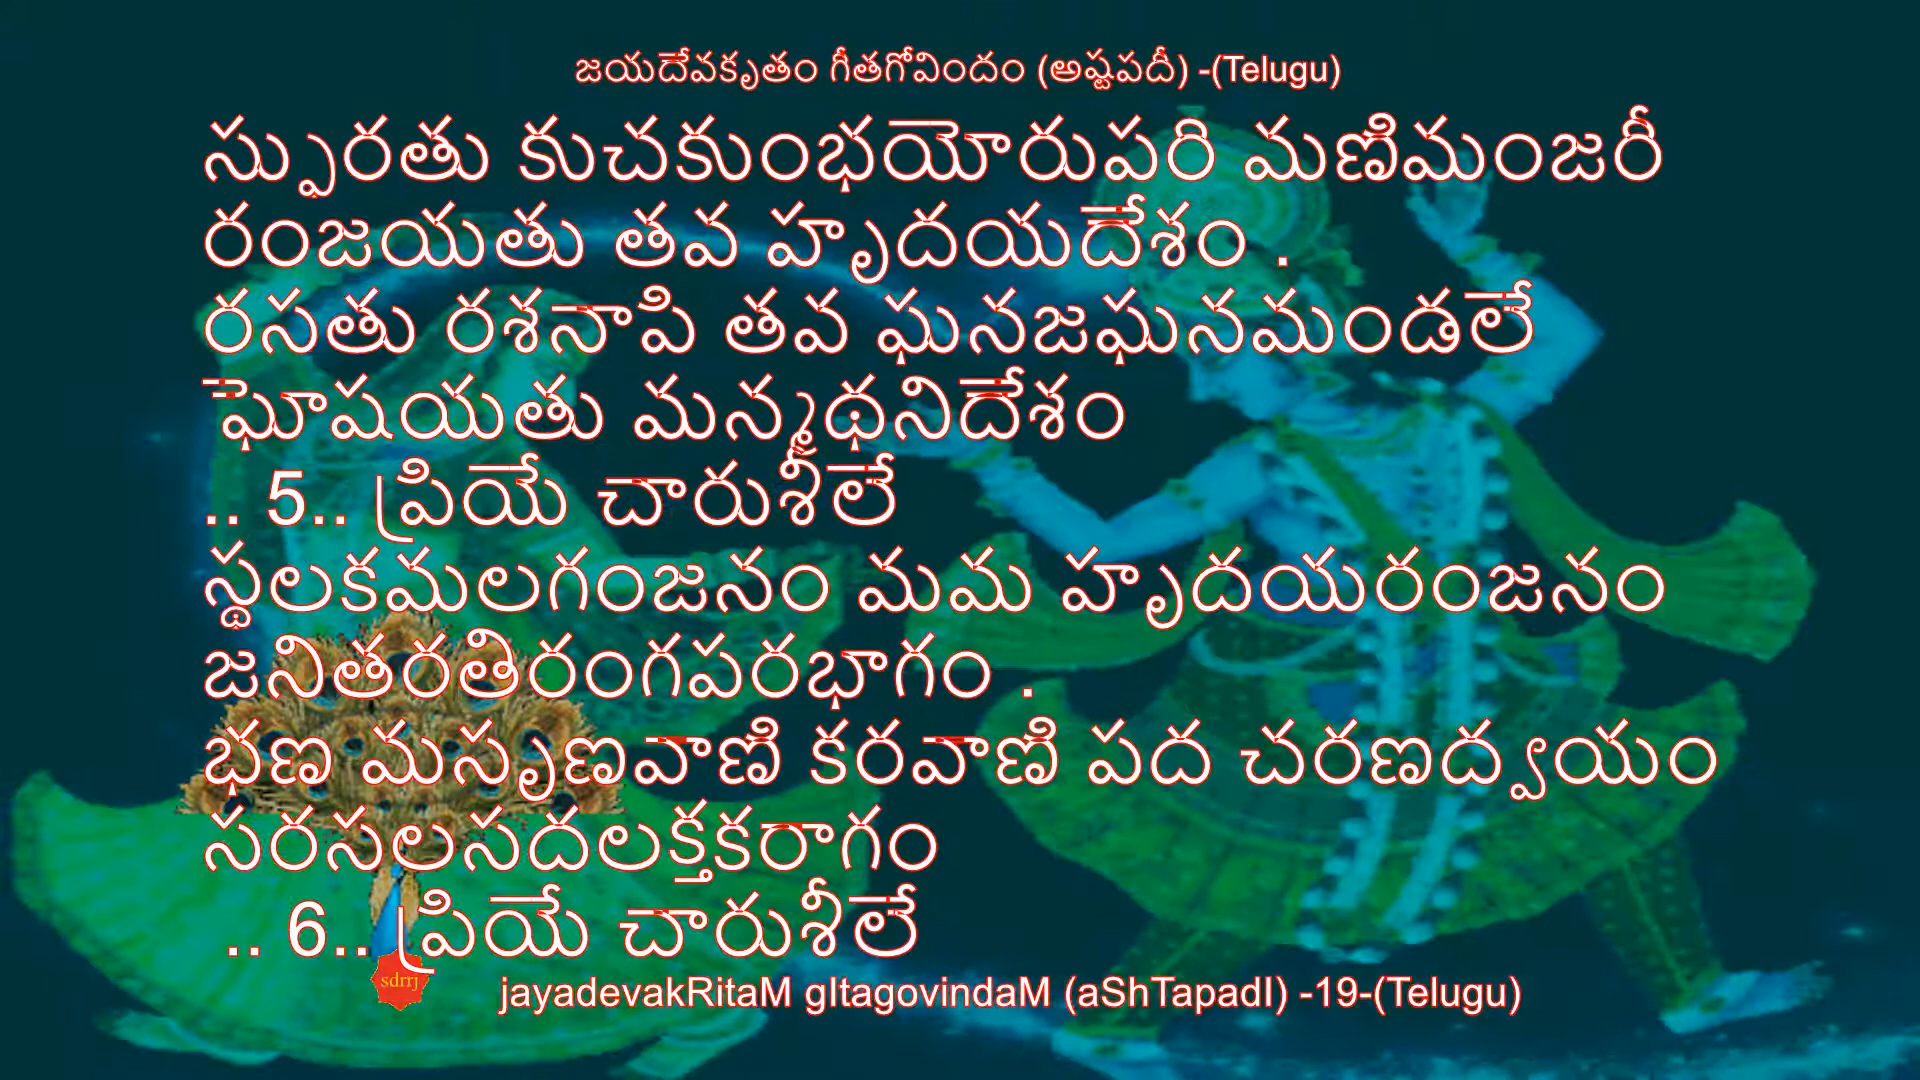 జయదేవకృతం గీతగోవిందం (అష్టపదీ) -(Telugu)
స్ఫురతు కుచకుంభయోరుపరి మణిమంజరీ
రంజయతు తవ హృదయదేశం .
రసతు రశనాపి తవ ఘనజఘనమండలే
ఘోషయతు మన్మథనిదేశం
.. 5.. ప్రియే చారుశీలే
స్థలకమలగంజనం మమ హృదయరంజనం
జనితరతిరంగపరభాగం .
భణ మసృణవాణి కరవాణి పద చరణద్వయం
సరసలసదలక్తకరాగం
.. 6.. ప్రియే చారుశీలే
sdrrj
jayadevakRitaM gItagovindaM (aShTapadI) -19-(Telugu)